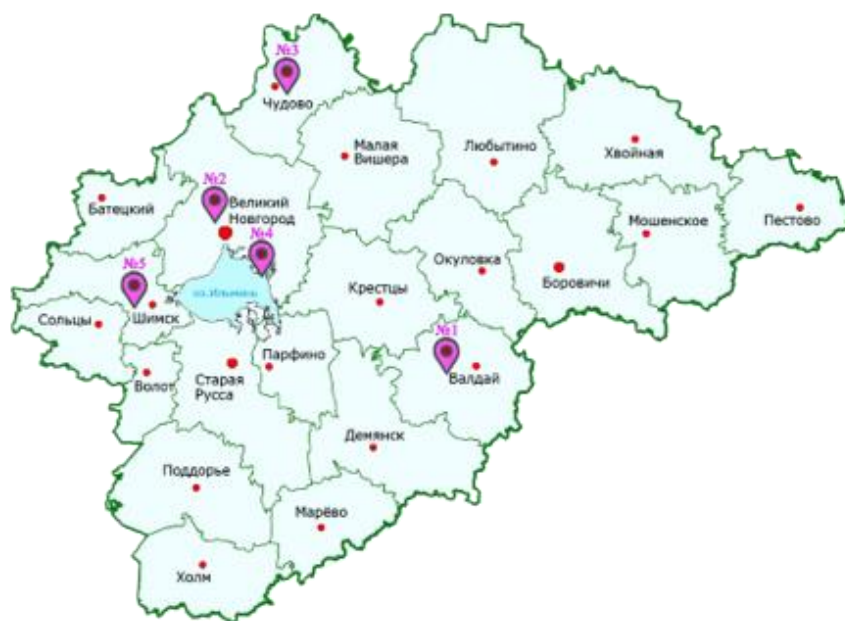 №3
Чудово
Малая
Вишера
Любытино
Хвойная
№2
Великий
Новгород
Батецкий
Мошенское
Пестово
№4
Окуловка
№5
Крестцы
Боровичи
оз.Ильмень
Шимск
Сольцы
№1
Парфино
Валдай
Волот
Старая
Русса
Демянск
Поддорье
Марёво
Холм